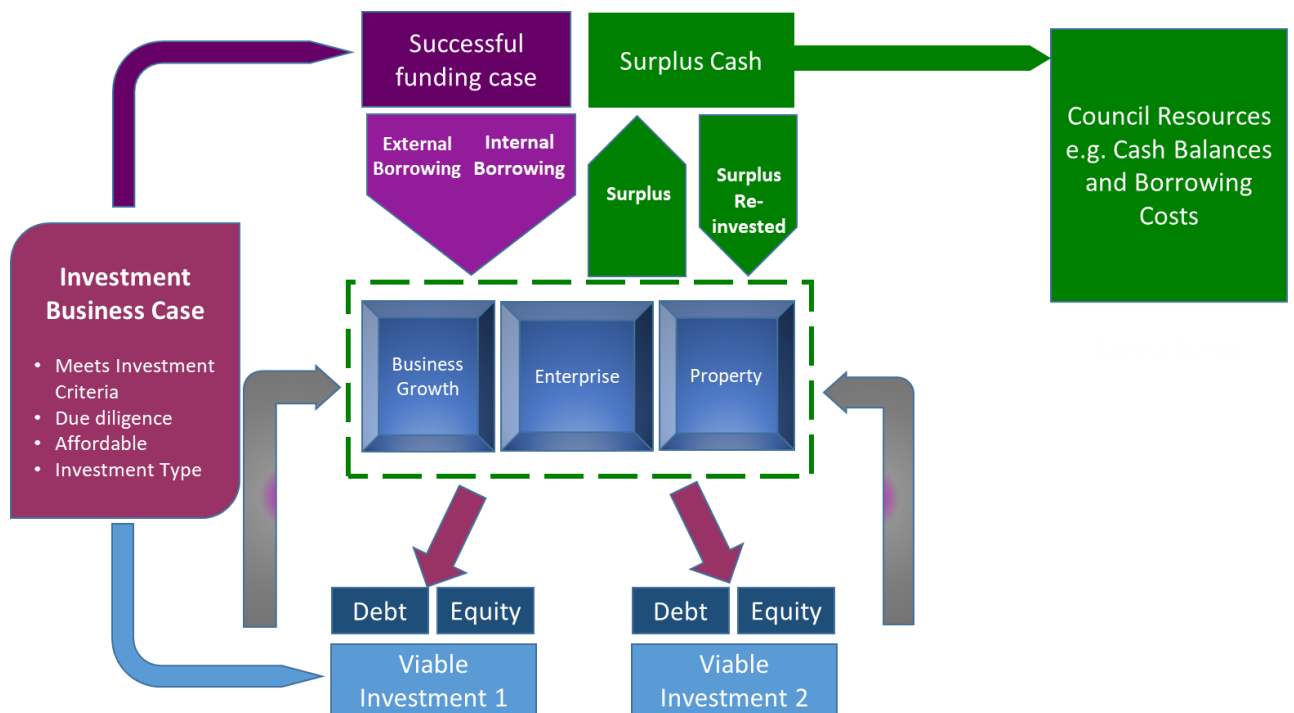 Successful
funding case
Surplus Cash
Council Resources
e.g. Cash Balances
and Borrowing
Costs
External
Borrowing
Internal
Borrowing
Surplus
Surplus
Re-
invested
Investment
Business Case
• Meets Investment
Criteria
• Due diligence
• Affordable
• Investment Type
Business
Growth
Enterprise
Property
Debt
Equity
Debt
Equity
Viable
Investment 1
Viable
Investment 2